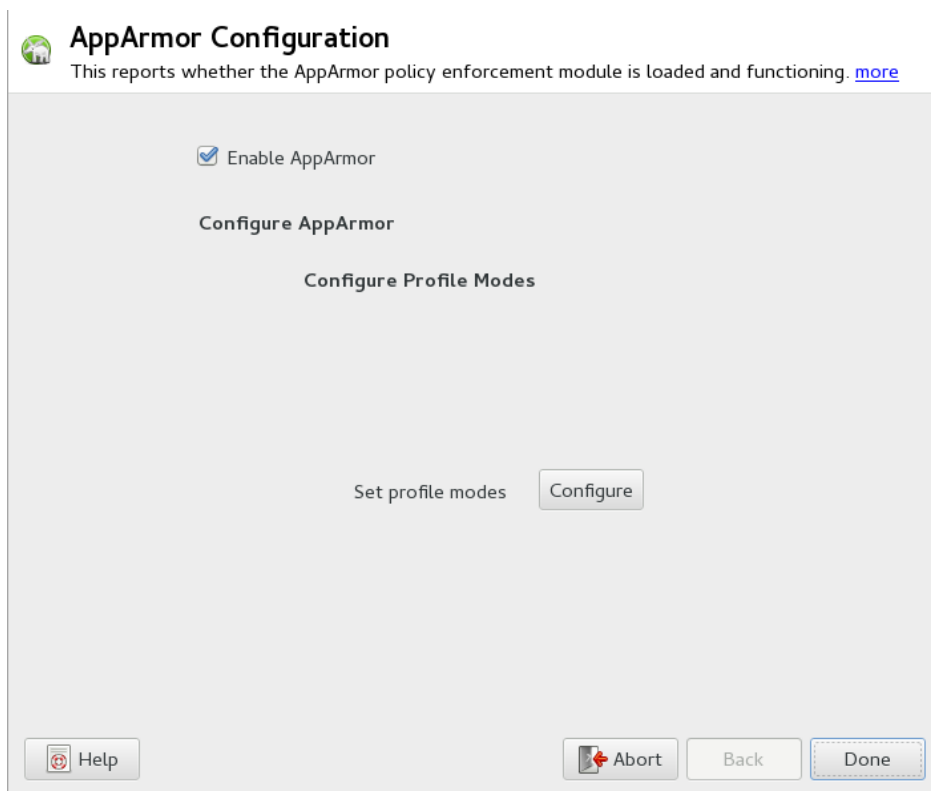 AppArmor Configuration
This reports whether the AppArmor policy enforcement module is loaded and functioning. more
Enable AppArmor
Configure AppArmor
Configure Profile Modes
Set profile modes Configure
Help Abort Back Done